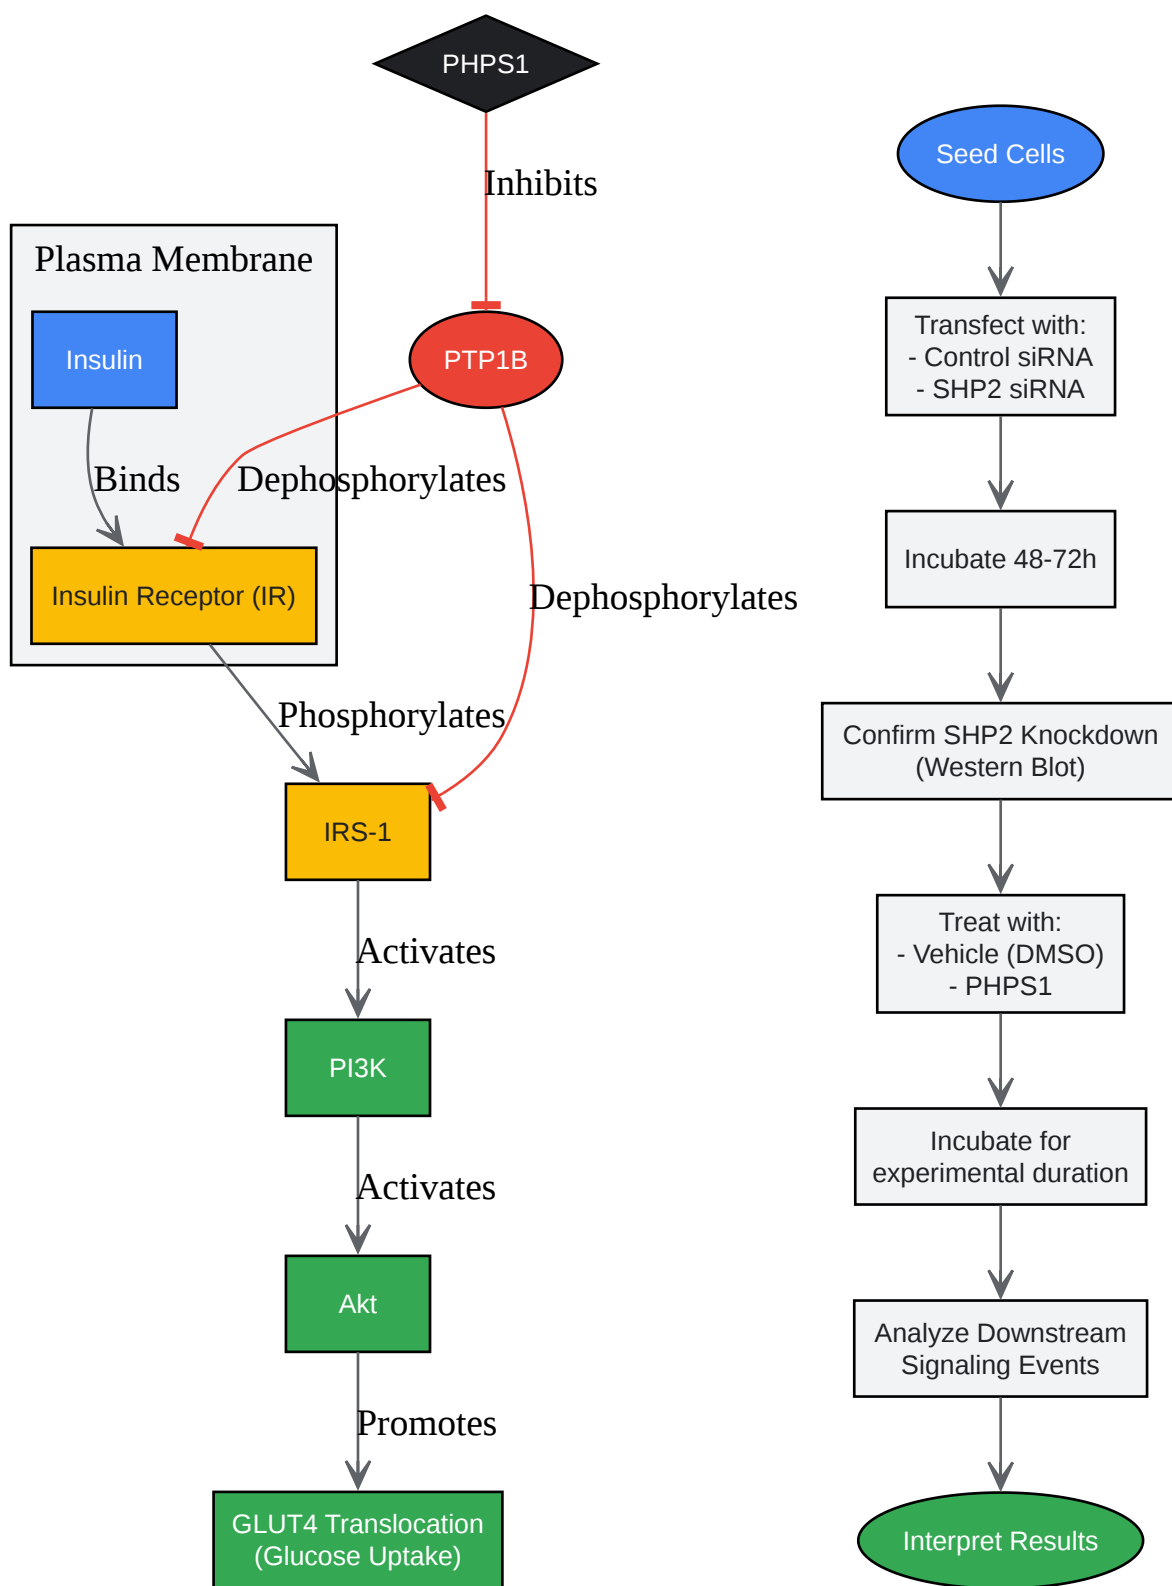 PHPS1
Inhibits
Plasma Membrane
Insulin
PTP1B
Binds
Dephosphorylates
Insulin Receptor (IR)
Dephosphorylates
Phosphorylates
IRS-1
Activates
PI3K
Activates
Akt
Promotes
GLUT4 Translocation
(Glucose Uptake)
Seed Cells
Transfect with:
- Control siRNA
- SHP2 siRNA
Incubate 48-72h
Confirm SHP2 Knockdown
(Western Blot)
Treat with:
- Vehicle (DMSO)
- PHPS1
Incubate for
experimental duration
Analyze Downstream
Signaling Events
Interpret Results